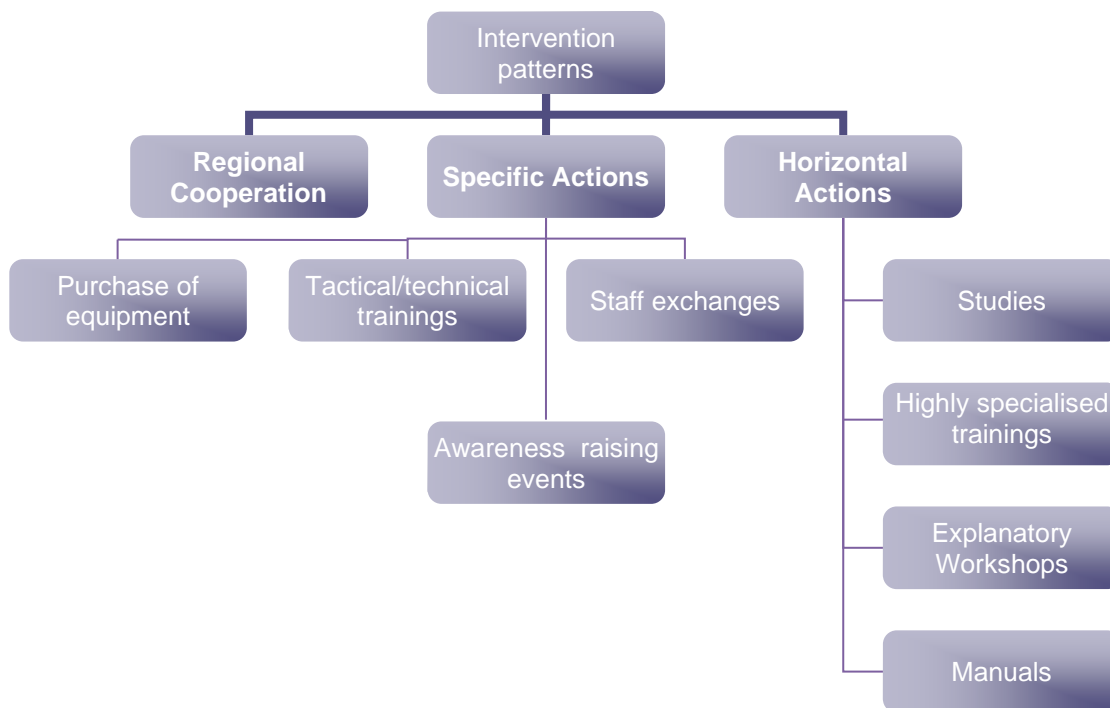 Intervention
patterns
Regional
Cooperation
Specific Actions
Horizontal
Actions
Purchase of
equipment
Tactical/technical
trainings
Staff exchanges
Studies
Highly specialised
trainings
Awareness  raising
events
Explanatory
Workshops
Manuals